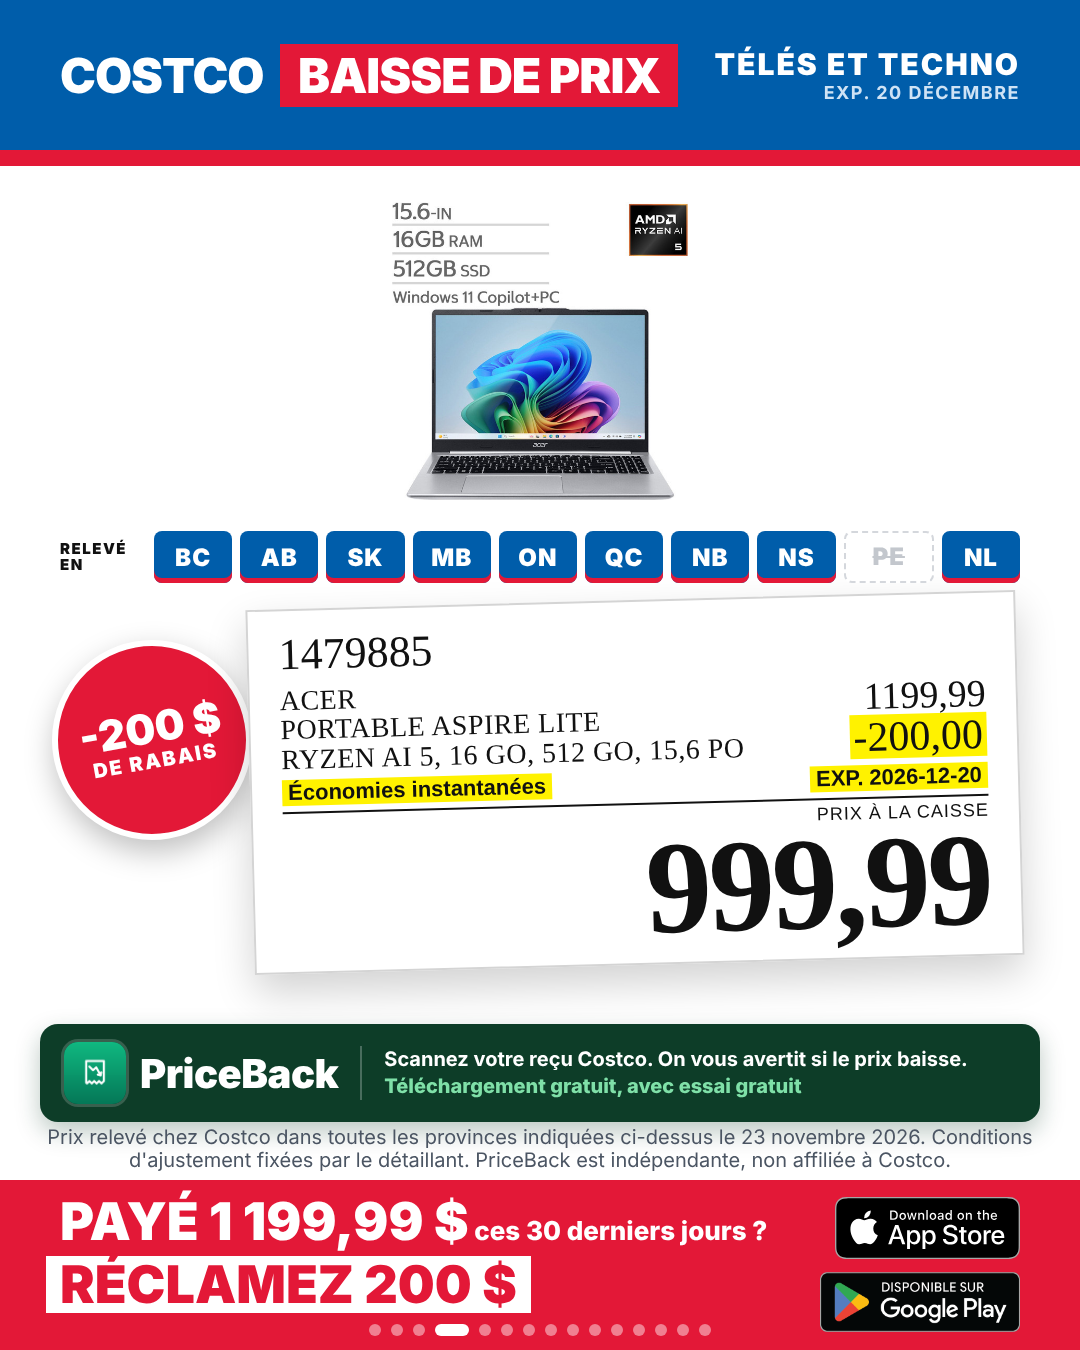 COSTCO BAISSE DE PRIX
TÉLÉS ET TECHNO
EXP. 20 DÉCEMBRE
15.6-IN
16GB RAM
512GB SSD
Windows 11 Copilot+PC
AMD
RYZEN AI
5
acer
RELEVÉ EN
BC AB SK MB ON QC NB NS PE NL
1479885
ACER
PORTABLE ASPIRE LITE
RYZEN AI 5, 16 GO, 512 GO, 15,6 PO
Économies instantanées
1199,99
-200,00
EXP. 2026-12-20
PRIX À LA CAISSE
999,99
-200 $
DE RABAIS
PriceBack
Scannez votre reçu Costco. On vous avertit si le prix baisse.
Téléchargement gratuit, avec essai gratuit
Prix relevé chez Costco dans toutes les provinces indiquées ci-dessus le 23 novembre 2026. Conditions
d'ajustement fixées par le détaillant. PriceBack est indépendante, non affiliée à Costco.
PAYÉ 1 199,99 $ ces 30 derniers jours ?
RÉCLAMEZ 200 $
Download on the
App Store
DISPONIBLE SUR
Google Play